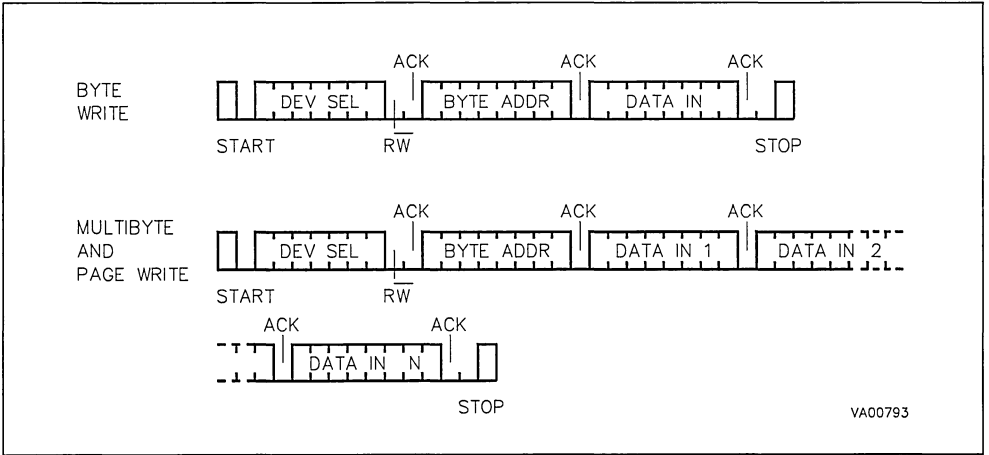 ACK ACK ACK
BYTE
WRITE
DEV SEL BYTE ADDR DATA IN
START RW STOP
ACK ACK ACK
MULTIBYTE
AND
PAGE WRITE
DEV SEL BYTE ADDR DATA IN 1 DATA IN 2
START RW
ACK ACK
DATA IN N
STOP
VA00793